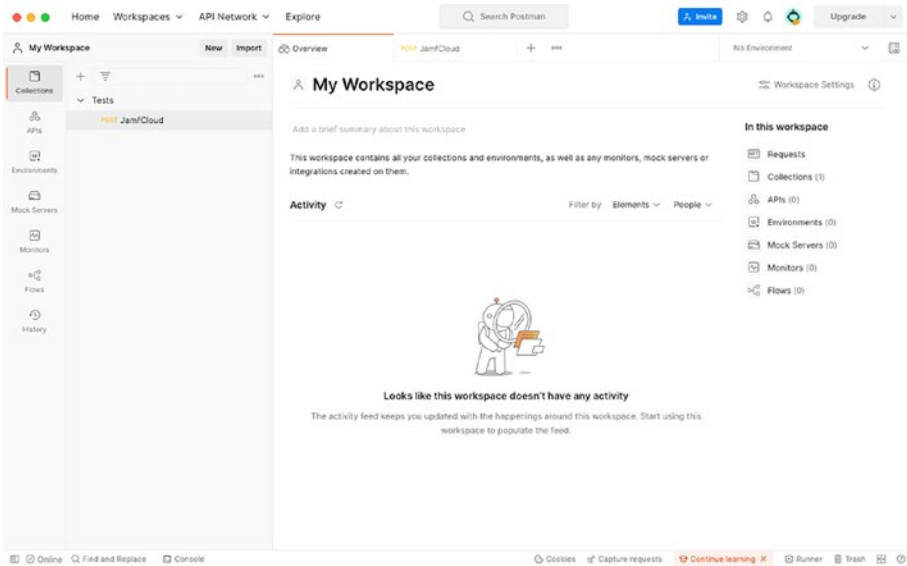 Home Workspaces API Network Explore Search Postman Invite Upgrade
My Workspace New Import Overview POST JamfCloud No Environment
Collections
Tests
POST JamfCloud
APIs
Environments
Mock Servers
Monitors
Flows
History
My Workspace Workspace Settings
Add a brief summary about this workspace
This workspace contains all your collections and environments, as well as any monitors, mock servers or
integrations created on them.
Activity Filter by Elements People
In this workspace
Requests
Collections (1)
APIs (0)
Environments (0)
Mock Servers (0)
Monitors (0)
Flows (0)
Looks like this workspace doesn't have any activity
The activity feed keeps you updated with the happenings around this workspace. Start using this
workspace to populate the feed.
Online Find and Replace Console Cookies Capture requests Continue learning Runner Trash